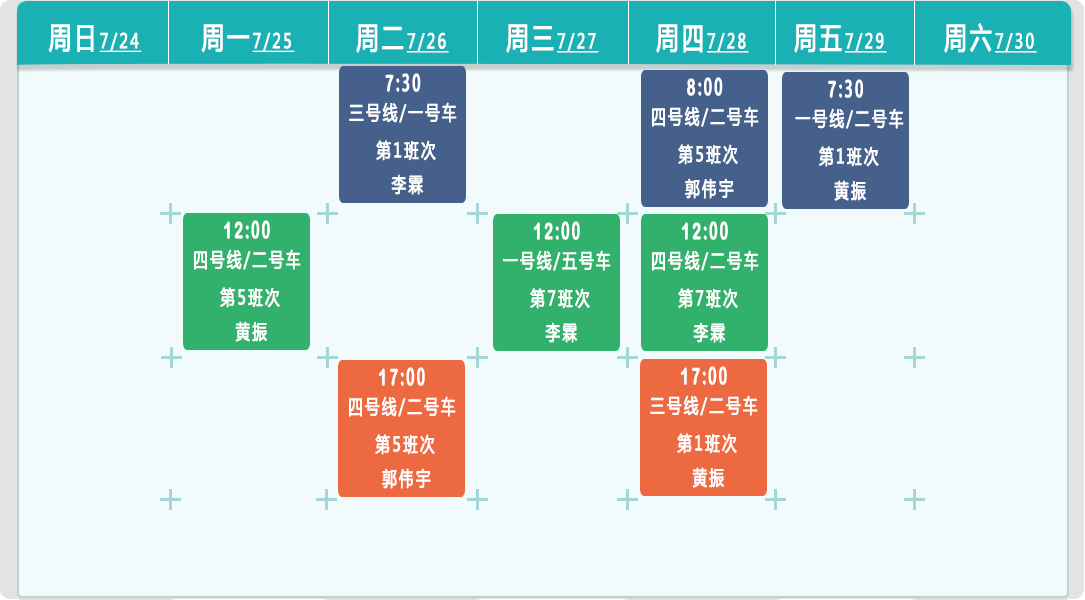 周日7/24 周一7/25 周二7/26 周三7/27 周四7/28 周五7/29 周六7/30
7:30
三号线/一号车
第1班次
李霖
8:00
四号线/二号车
第5班次
郭伟宇
7:30
一号线/二号车
第1班次
黄振
12:00
四号线/二号车
第5班次
黄振
12:00
一号线/五号车
第7班次
李霖
12:00
四号线/二号车
第7班次
李霖
17:00
四号线/二号车
第5班次
郭伟宇
17:00
三号线/二号车
第1班次
黄振